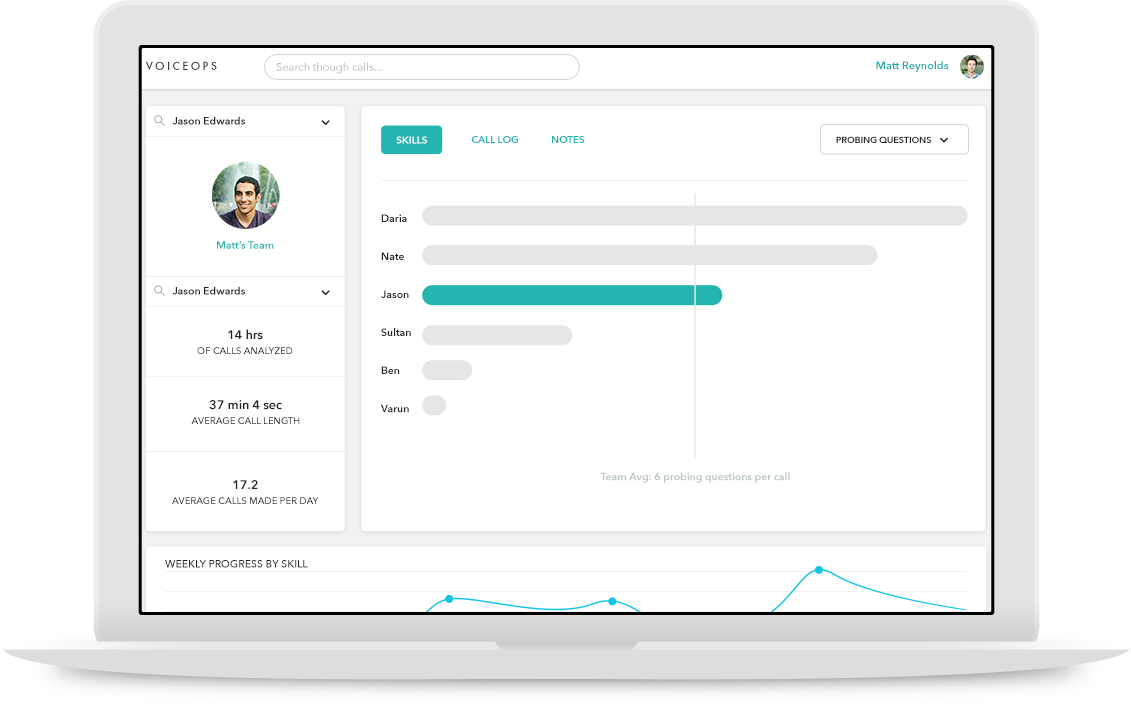 VOICEOPS
Search though calls...
Matt Reynolds
Jason Edwards
Matt's Team
Jason Edwards
14 hrs
OF CALLS ANALYZED
37 min 4 sec
AVERAGE CALL LENGTH
17.2
AVERAGE CALLS MADE PER DAY
SKILLS
CALL LOG
NOTES
PROBING QUESTIONS
Daria
Nate
Jason
Sultan
Ben
Varun
Team Avg: 6 probing questions per call
WEEKLY PROGRESS BY SKILL